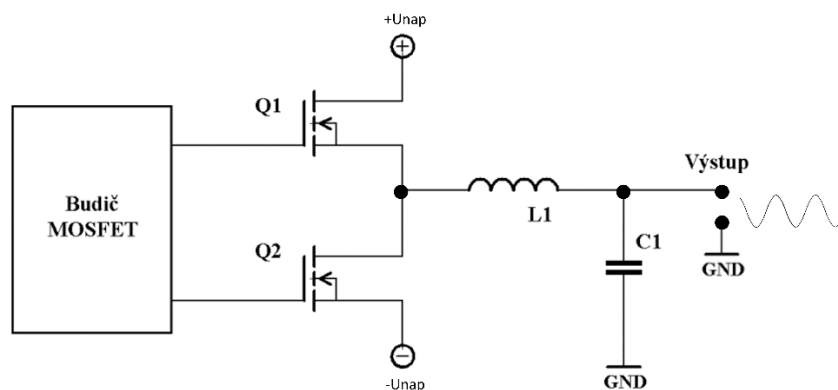 +Unap
+
Q1
Budič
MOSFET
Q2
L1
C1
Výstup
GND
GND
-Unap